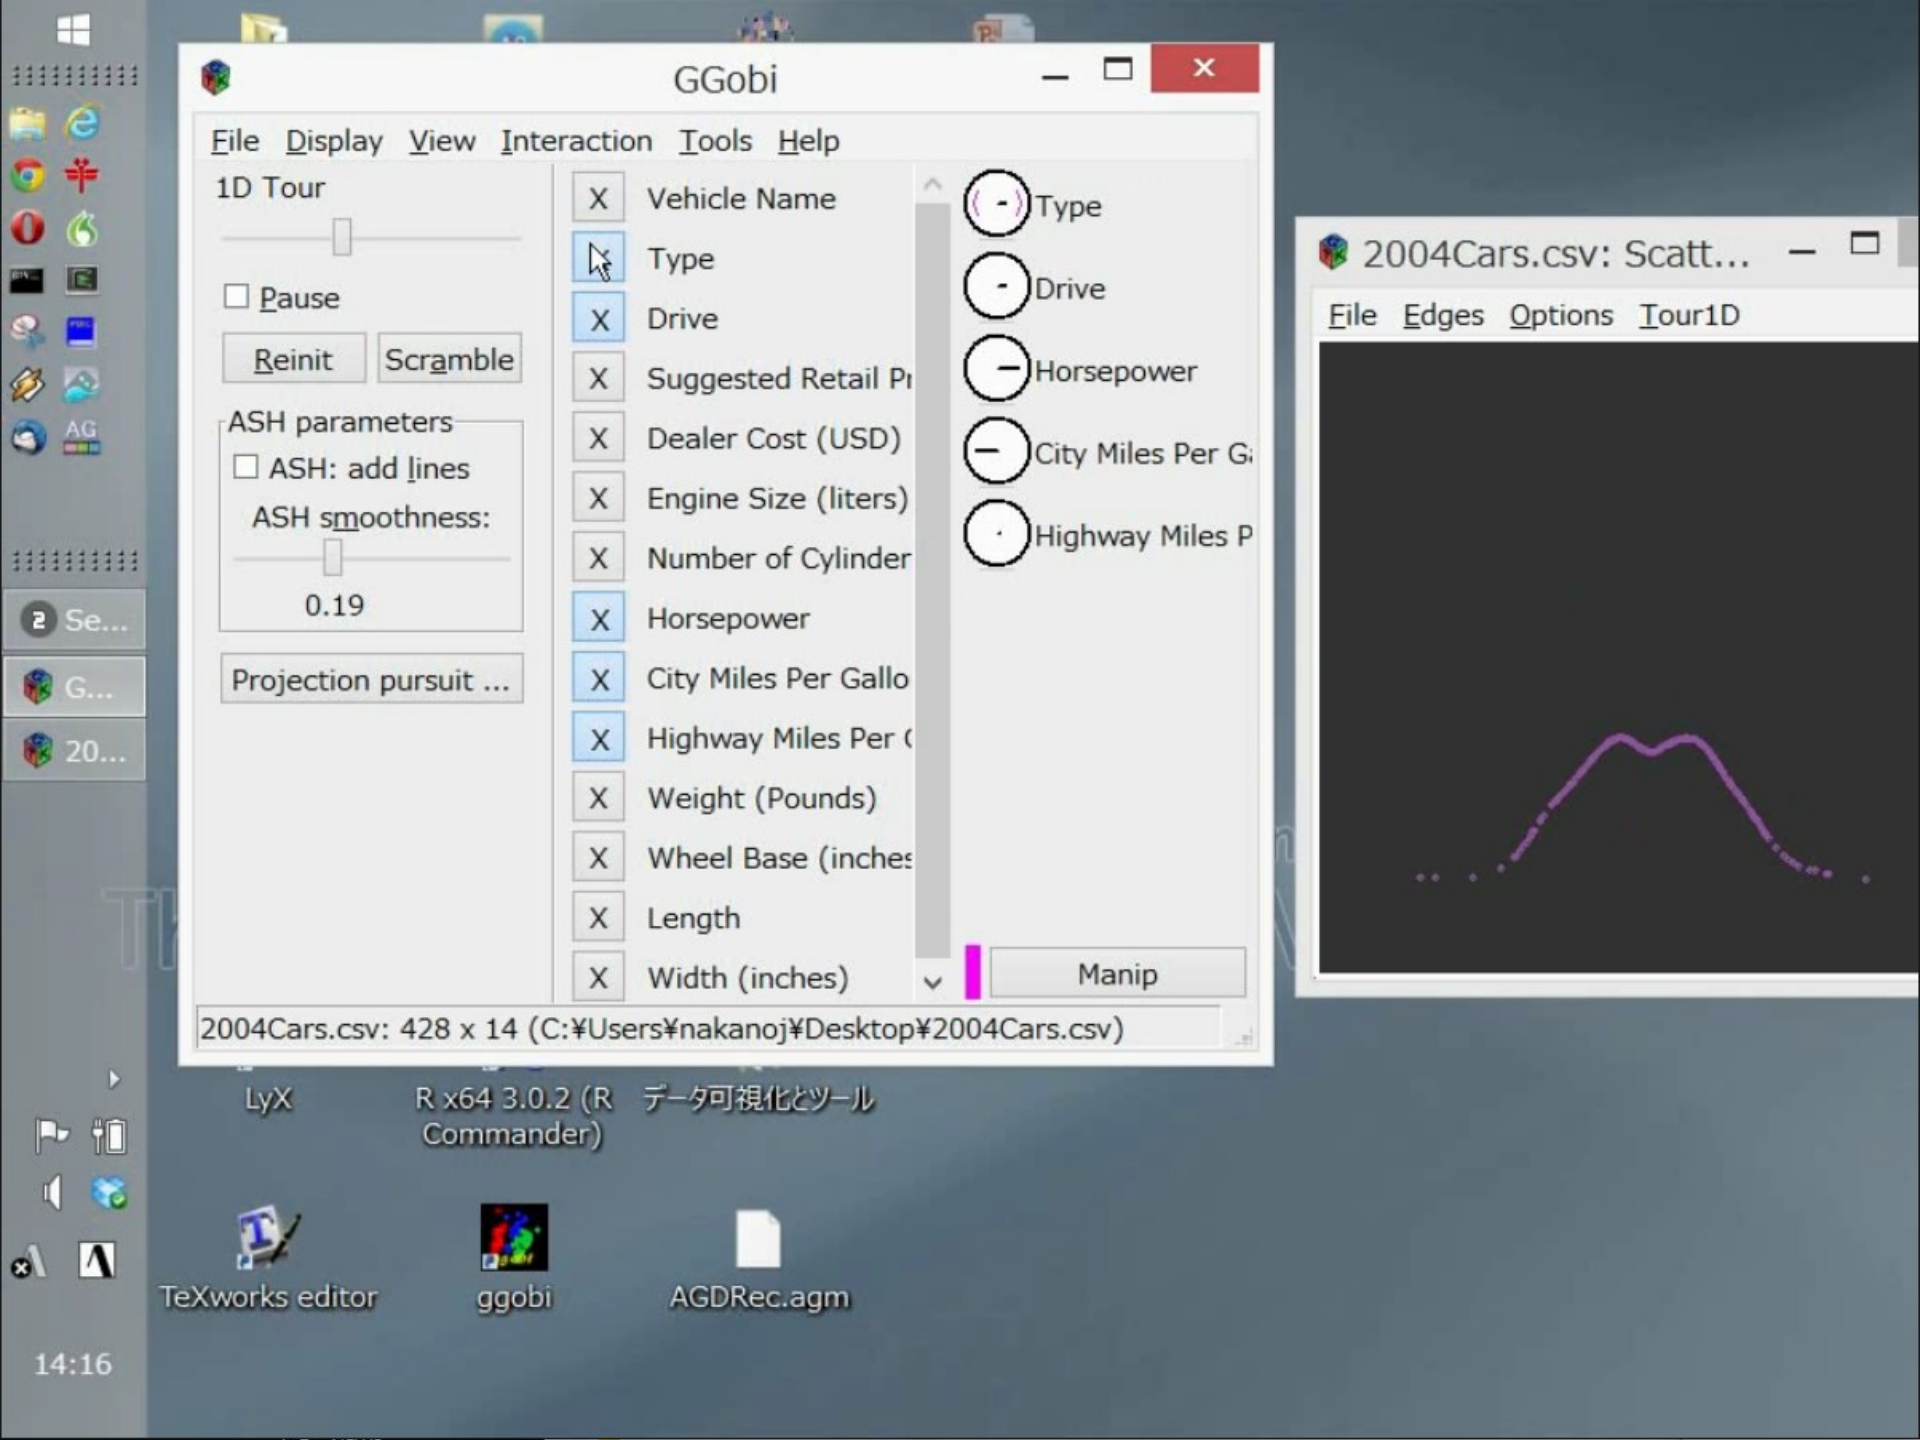 GGobi
File Display View Interaction Tools Help
1D Tour
Pause
Reinit Scramble
ASH parameters
ASH: add lines
ASH smoothness:
0.19
Projection pursuit ...
X Vehicle Name
Type
X Drive
X Suggested Retail Pr
X Dealer Cost (USD)
X Engine Size (liters)
X Number of Cylinder
X Horsepower
X City Miles Per Gallo
X Highway Miles Per
X Weight (Pounds)
X Wheel Base (inches
X Length
X Width (inches)
Type
Drive
Horsepower
City Miles Per Ga
Highway Miles P
Manip
2004Cars.csv: 428 x 14 (C:¥Users¥nakanoj¥Desktop¥2004Cars.csv)
2004Cars.csv: Scatt...
File Edges Options Tour1D
AG
2 Se...
G...
20...
LyX
R x64 3.0.2 (R
Commander)
データ可視化とツール
TeXworks editor
ggobi
AGDRec.agm
14:16